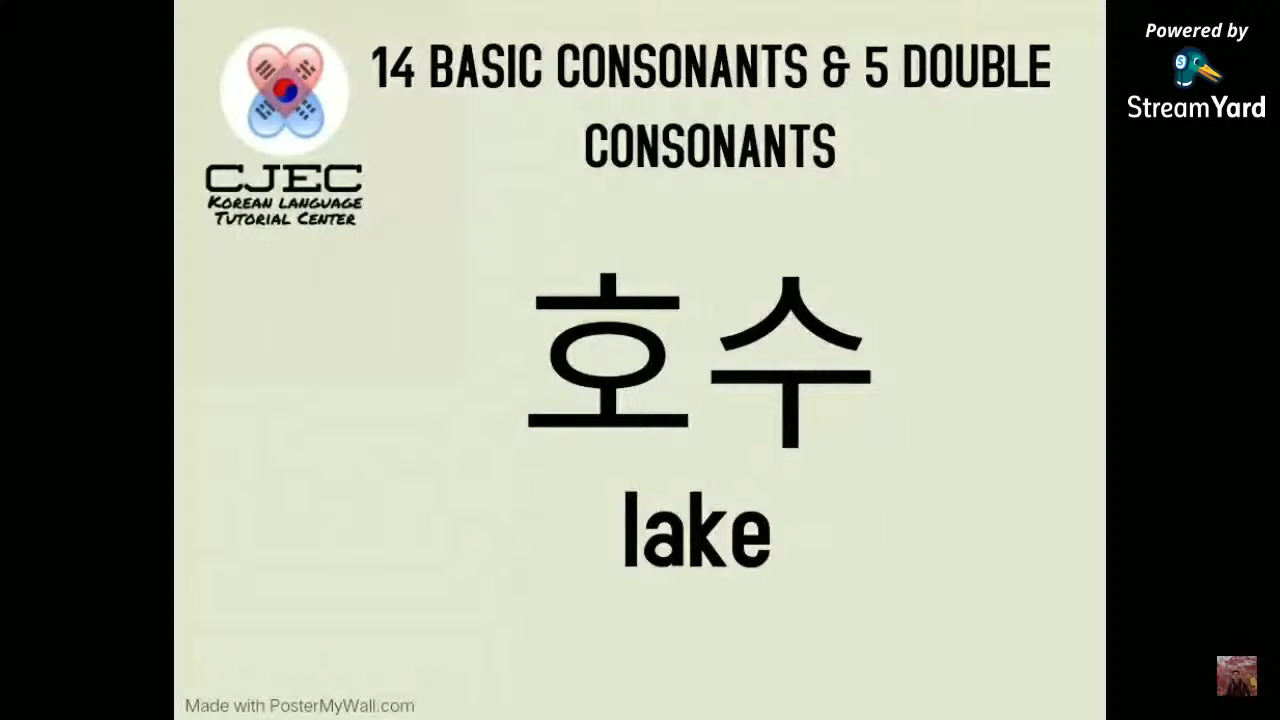 14 BASIC CONSONANTS & 5 DOUBLE
CONSONANTS
CJEC
KOREAN LANGUAGE
TUTORIAL CENTER
호수
lake
Made with PosterMyWall.com
Powered by
StreamYard